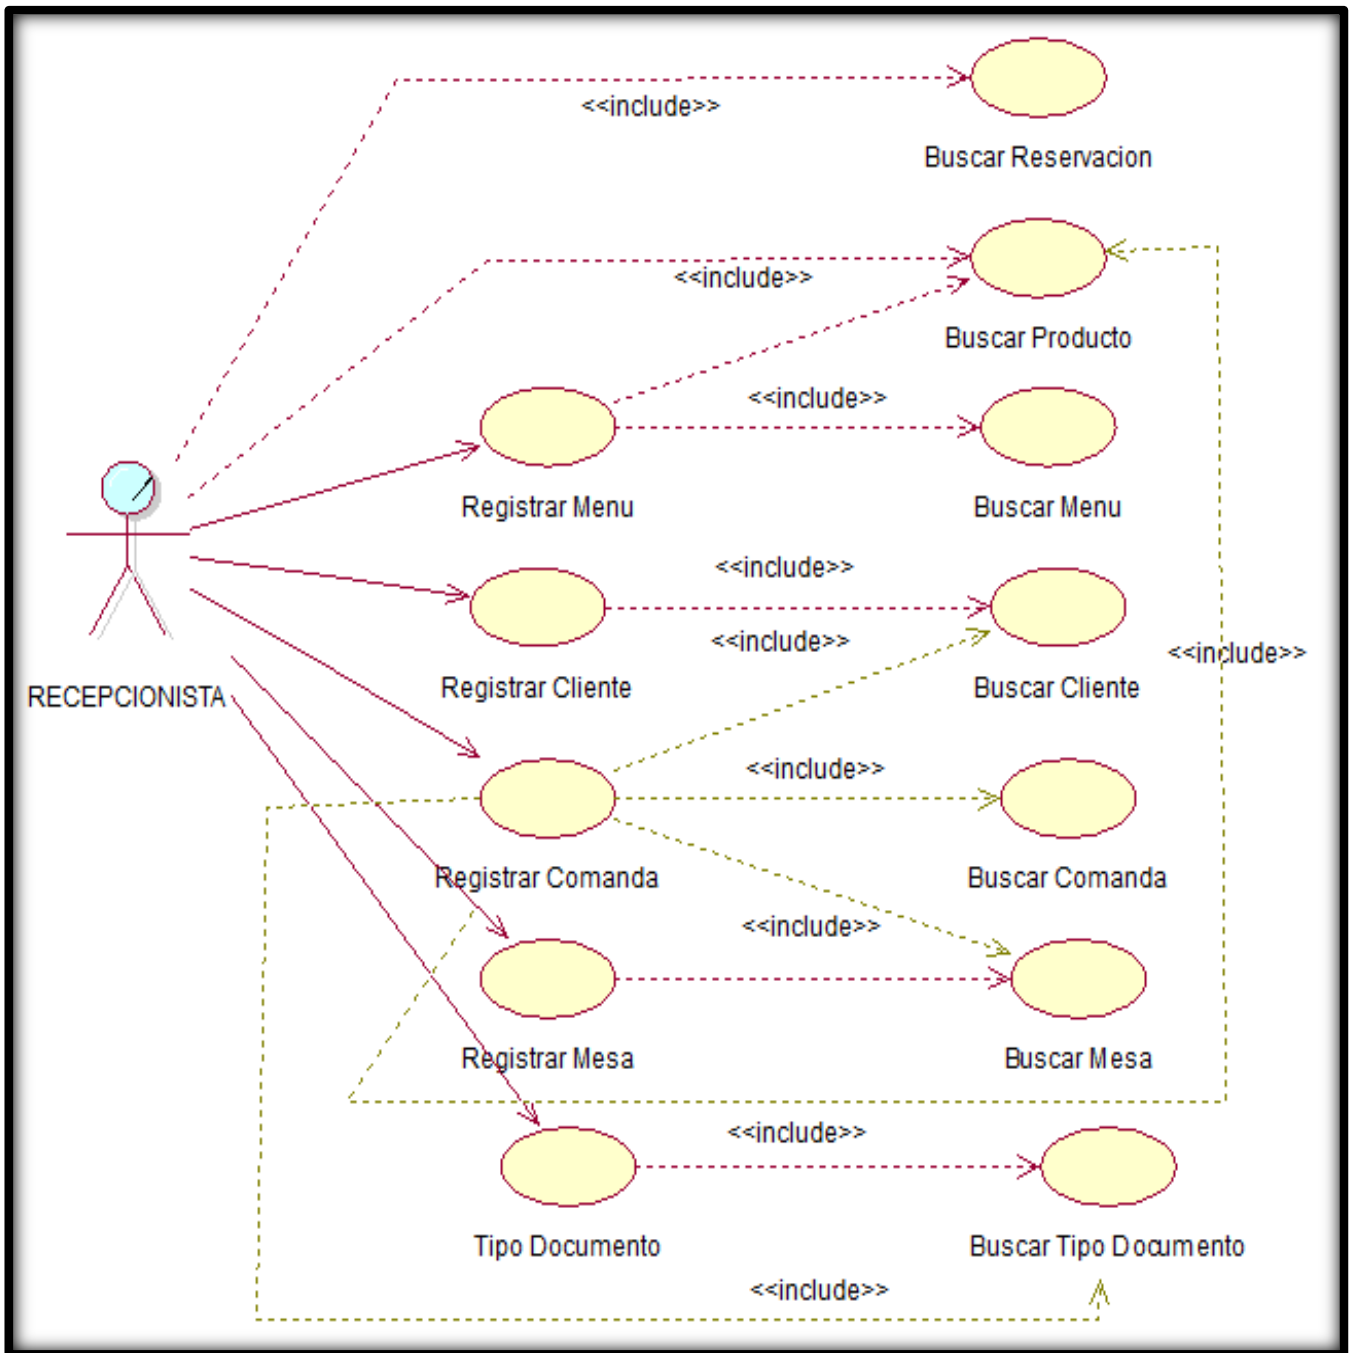 <<include>>
Buscar Reservacion
<<include>>
Buscar Producto
<<include>>
Registrar Menu
Buscar Menu
<<include>>
<<include>>
<<include>>
Registrar Cliente
Buscar Cliente
RECEPCIONISTA
<<include>>
Registrar Comanda
Buscar Comanda
<<include>>
Registrar Mesa
Buscar Mesa
<<include>>
Tipo Documento
Buscar Tipo Documento
<<include>>